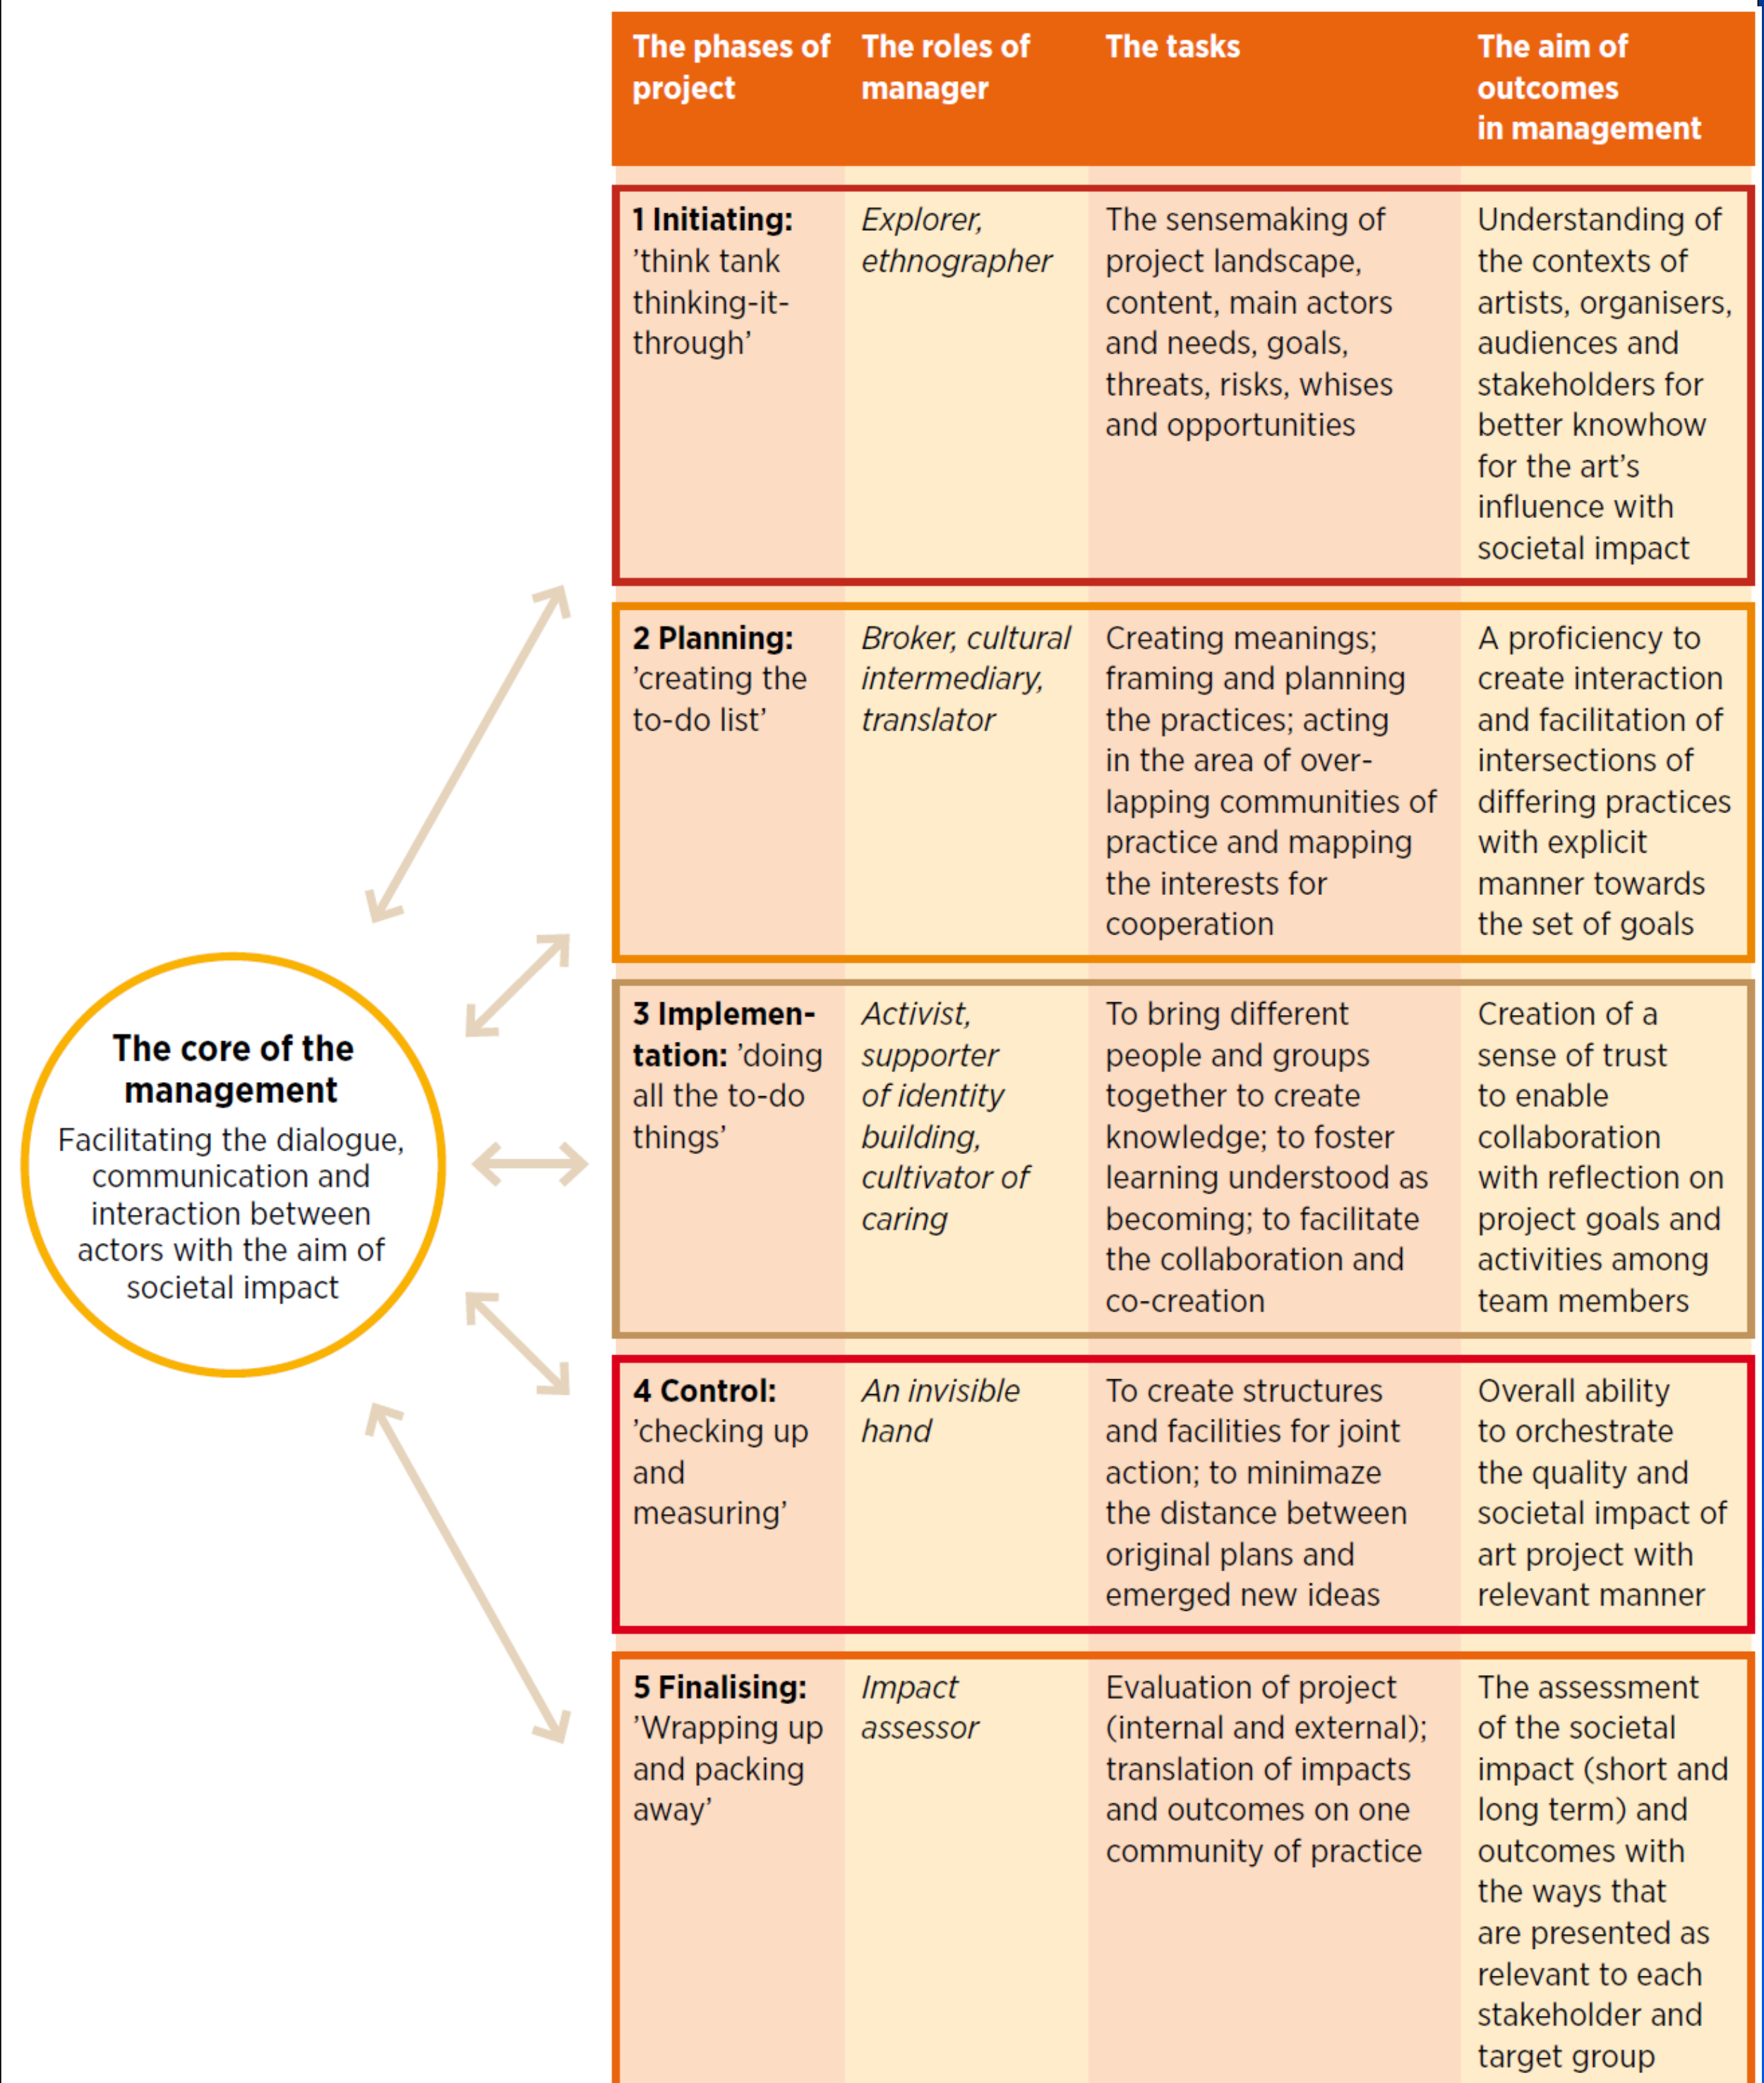 The phases of
project
The roles of
manager
The tasks
The aim of
outcomes
in management
1 Initiating:
’think tank
thinking-it-
through’
Explorer,
ethnographer
The sensemaking of
project landscape,
content, main actors
and needs, goals,
threats, risks, whises
and opportunities
Understanding of
the contexts of
artists, organisers,
audiences and
stakeholders for
better knowhow
for the art’s
influence with
societal impact
2 Planning:
’creating the
to-do list’
Broker, cultural
intermediary,
translator
Creating meanings;
framing and planning
the practices; acting
in the area of over-
lapping communities of
practice and mapping
the interests for
cooperation
A proficiency to
create interaction
and facilitation of
intersections of
differing practices
with explicit
manner towards
the set of goals
The core of the
management
Facilitating the dialogue,
communication and
interaction between
actors with the aim of
societal impact
3 Implemen-
tation: ’doing
all the to-do
things’
Activist,
supporter
of identity
building,
cultivator of
caring
To bring different
people and groups
together to create
knowledge; to foster
learning understood as
becoming; to facilitate
the collaboration and
co-creation
Creation of a
sense of trust
to enable
collaboration
with reflection on
project goals and
activities among
team members
4 Control:
’checking up
and
measuring’
An invisible
hand
To create structures
and facilities for joint
action; to minimaze
the distance between
original plans and
emerged new ideas
Overall ability
to orchestrate
the quality and
societal impact of
art project with
relevant manner
5 Finalising:
’Wrapping up
and packing
away’
Impact
assessor
Evaluation of project
(internal and external);
translation of impacts
and outcomes on one
community of practice
The assessment
of the societal
impact (short and
long term) and
outcomes with
the ways that
are presented as
relevant to each
stakeholder and
target group